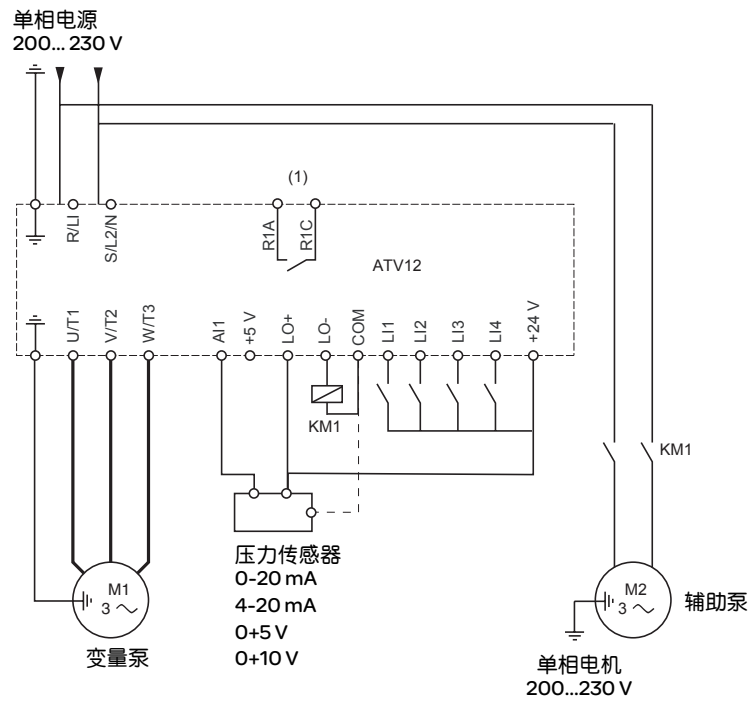 单相电源
200... 230 V
(1)
R/LI
S/L2/N
R1A
R1C
ATV12
U/T1
V/T2
W/T3
AI1
+5 V
LO+
LO-
COM
LI1
LI2
LI3
LI4
+24 V
KM1
KM1
压力传感器
0-20 mA
4-20 mA
0+5 V
0+10 V
M1
3
变量泵
M2
3
辅助泵
单相电机
200...230 V